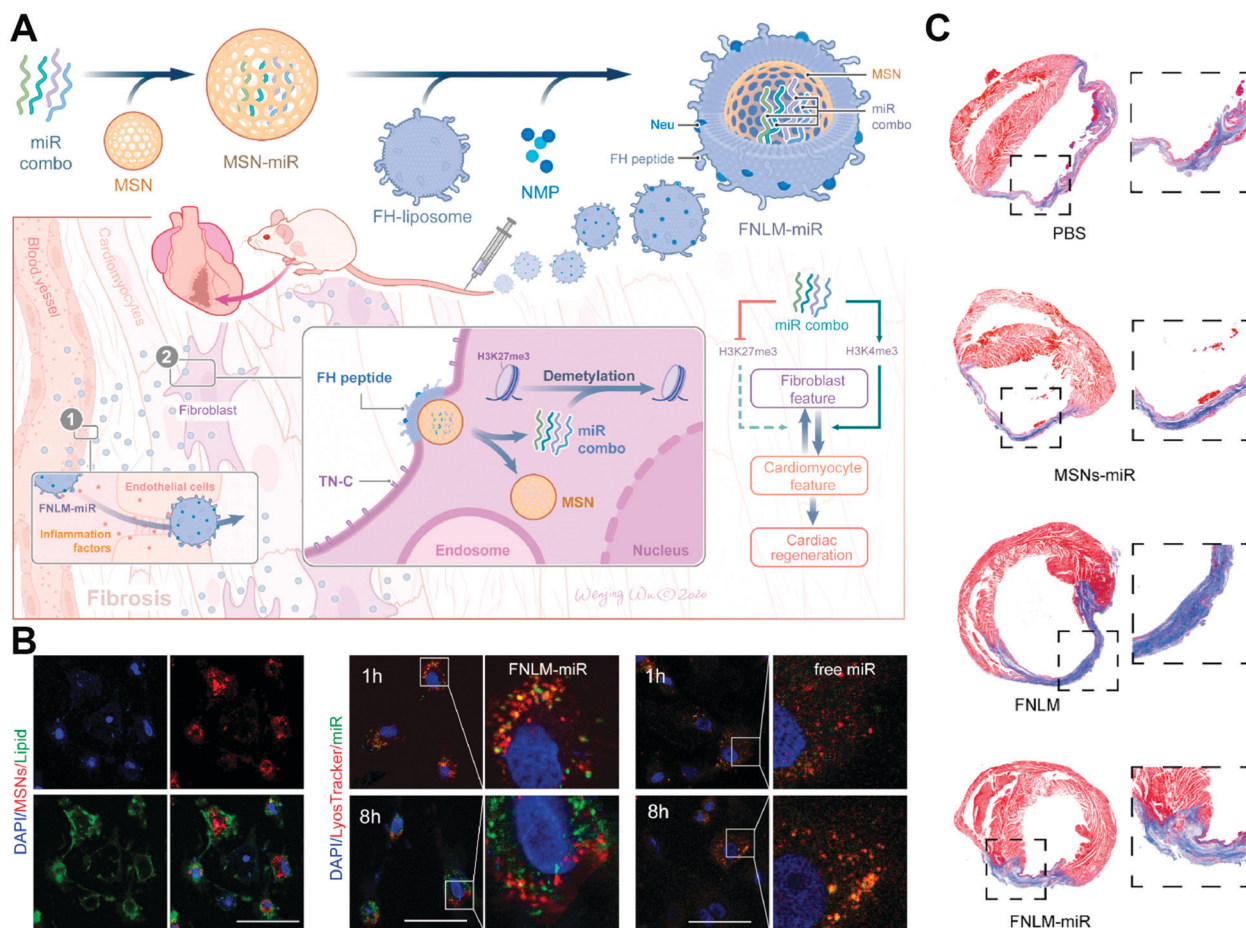 A
miR
combo
MSN
MSN-miR
FH-liposome
NMP
MSN
miR
combo
Neu
FH peptide
FNLM-miR
Blood vessel
Cardiomyocytes
2
Fibroblast
1
FNLM-miR
Endothelial cells
Inflammation
factors
Fibrosis
FH peptide
TN-C
H3K27me3
Demetylation
miR
combo
MSN
Endosome
Nucleus
miR combo
H3K27me3
H3K4me3
Fibroblast
feature
Cardiomyocyte
feature
Cardiac
regeneration
Wenjing Wu © 2020
B
DAPI/MSNs/Lipid
DAPI/LyosTracker/miR
1h
FNLM-miR
8h
1h
free miR
8h
C
PBS
MSNs-miR
FNLM
FNLM-miR